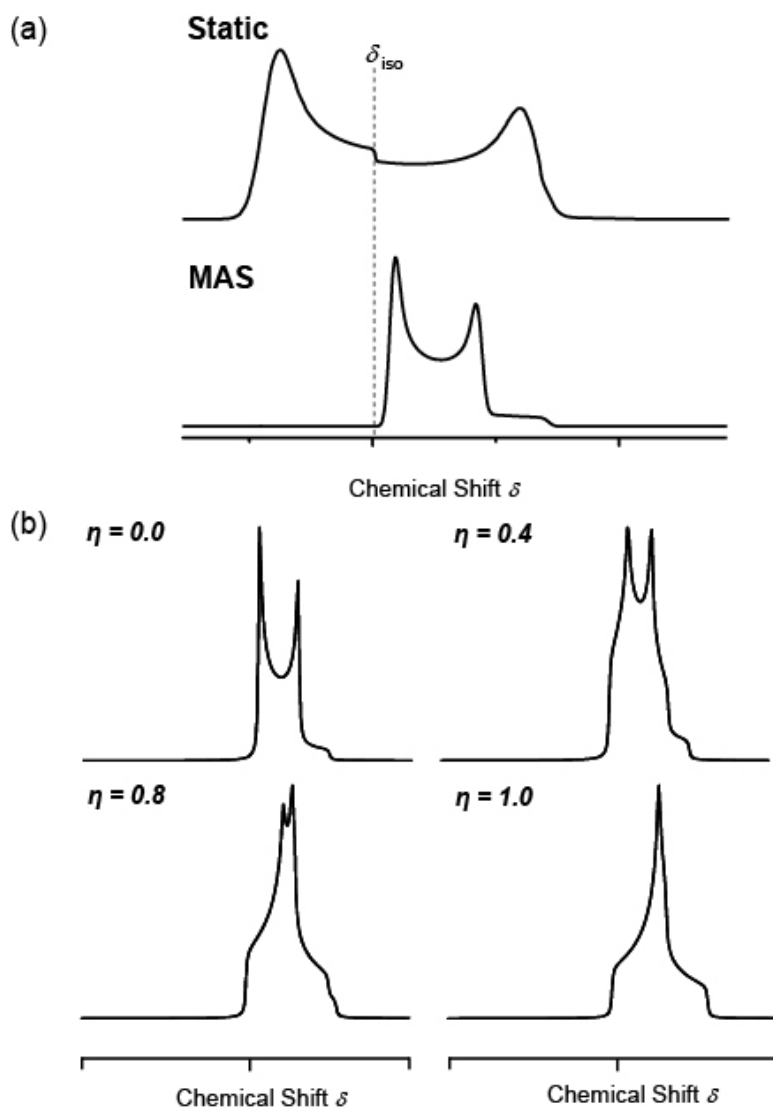 (a)
Static
δiso
MAS
Chemical Shift δ
(b)
η = 0.0
η = 0.4
η = 0.8
η = 1.0
Chemical Shift δ
Chemical Shift δ